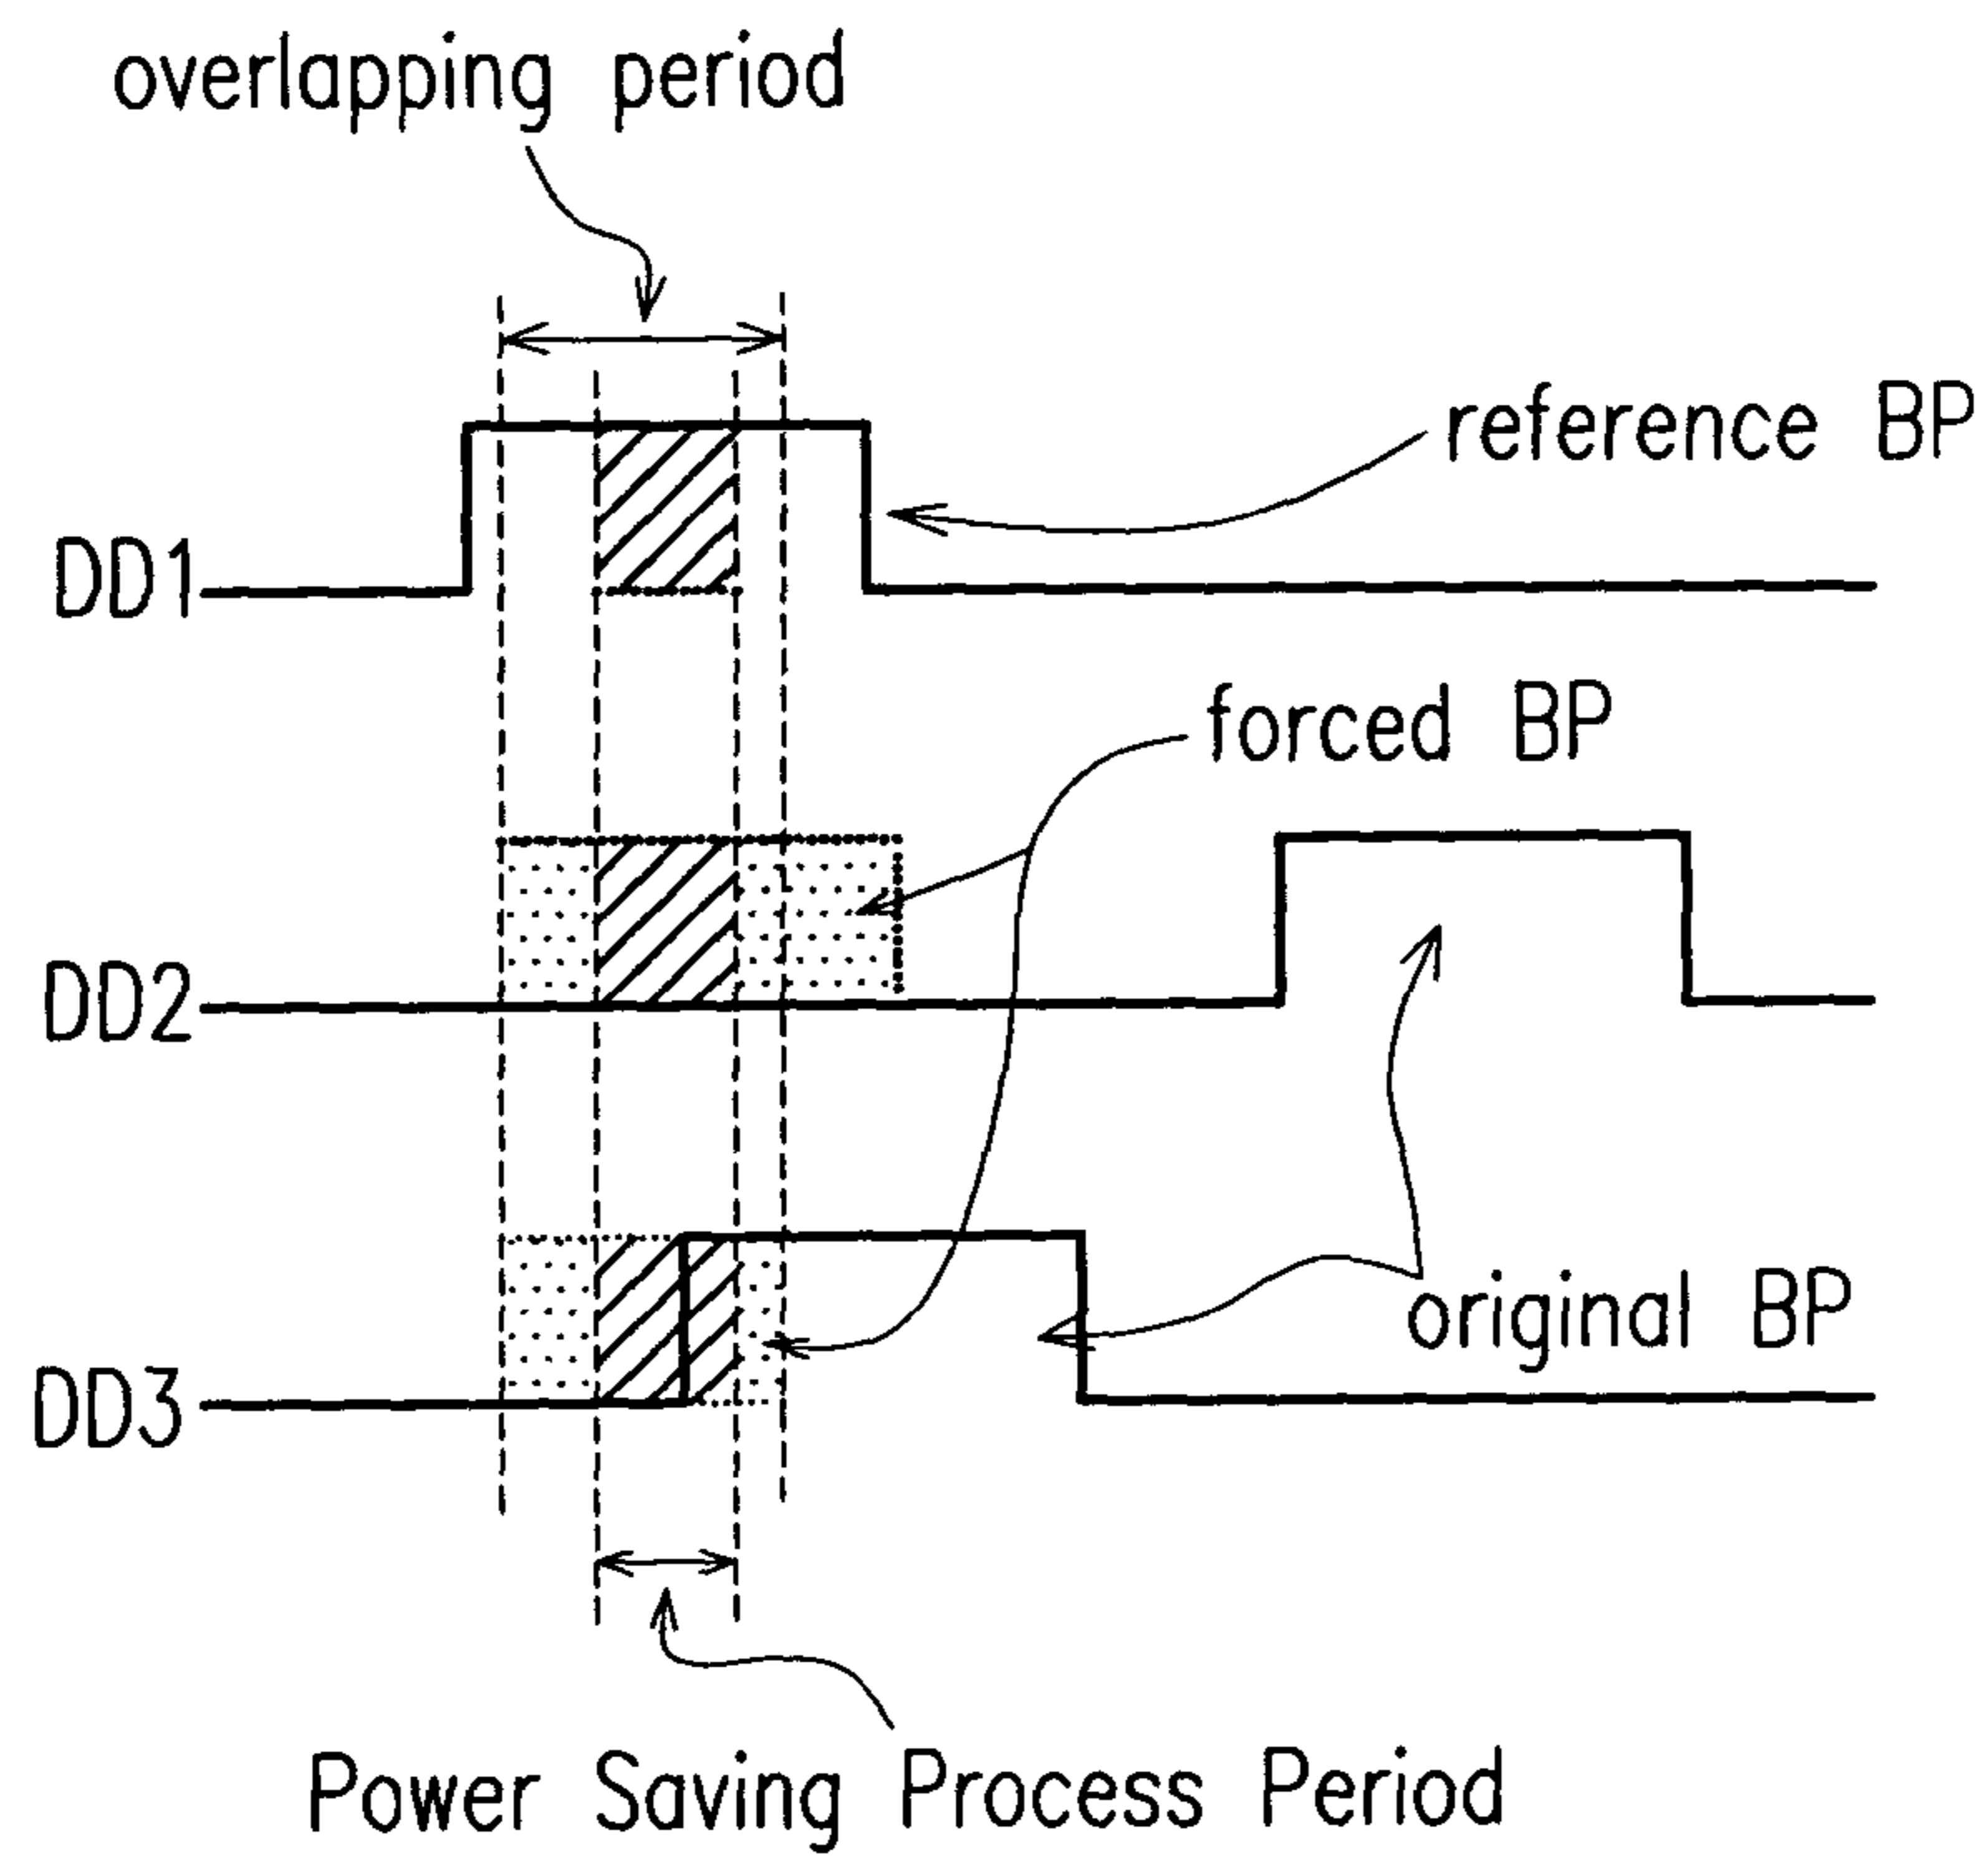 overlapping period
reference BP
DD1
forced BP
DD2
original BP
DD3
Power Saving Process Period